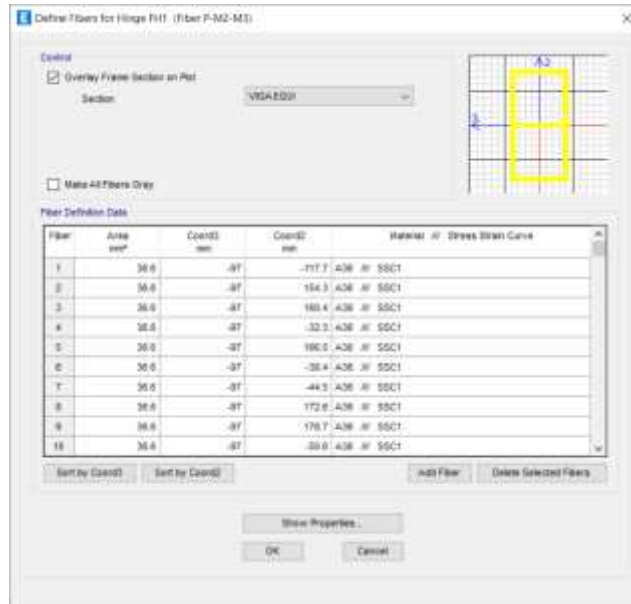 Define Fibers for Hinge FH1 (Fiber P-M2-M3)
Control
Overlay Frame Section on Plot
Section
VIGA EQUI
2
3
Make All Fibers Gray
Fiber Definition Data
Fiber Area Coord3 Coord2 Material /// Stress Strain Curve
mm² mm mm
1 36.6 -97 -117.7 A36 /// SSC1
2 36.6 -97 154.3 A36 /// SSC1
3 36.6 -97 160.4 A36 /// SSC1
4 36.6 -97 -32.3 A36 /// SSC1
5 36.6 -97 166.5 A36 /// SSC1
6 36.6 -97 -38.4 A36 /// SSC1
7 36.6 -97 -44.5 A36 /// SSC1
8 36.6 -97 172.6 A36 /// SSC1
9 36.6 -97 178.7 A36 /// SSC1
10 36.6 -97 A36 /// SSC1
Sort by Coord3 Sort by Coord2 Add Fiber Delete Selected Fibers
Show Properties...
OK Cancel